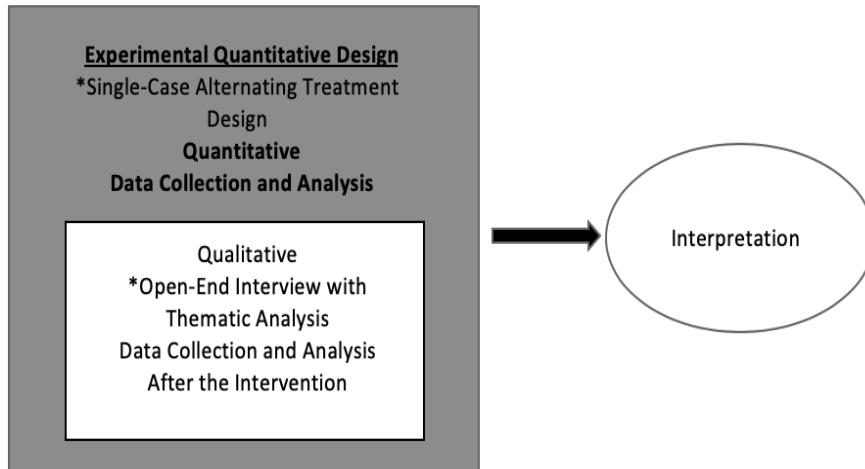 Experimental Quantitative Design
*Single-Case Alternating Treatment
Design
Quantitative
Data Collection and Analysis
Qualitative
*Open-End Interview with
Thematic Analysis
Data Collection and Analysis
After the Intervention
Interpretation